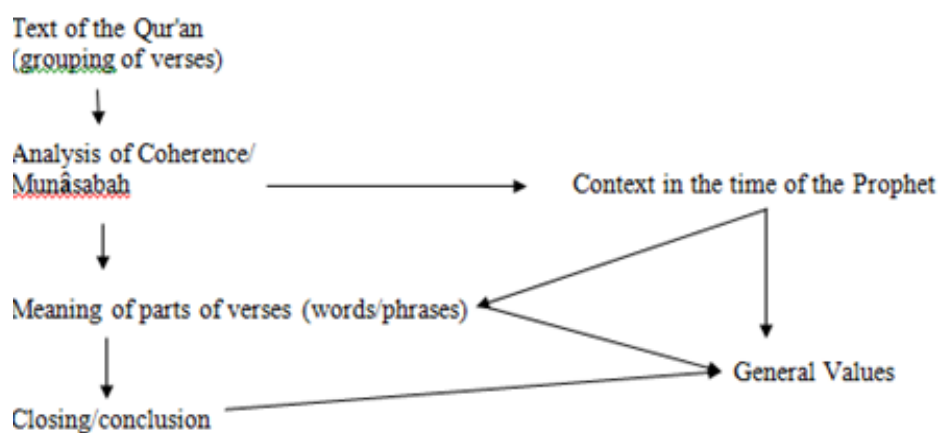 Text of the Qur'an
(grouping of verses)
Analysis of Coherence/
Munâsabah
Context in the time of the Prophet
Meaning of parts of verses (words/phrases)
General Values
Closing/conclusion